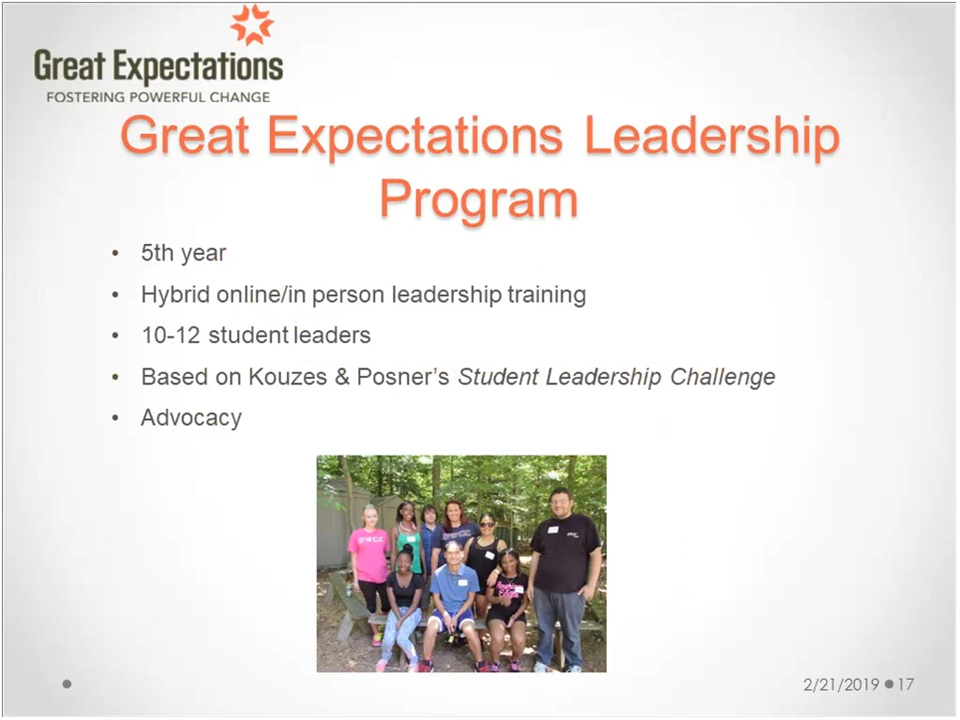 Great Expectations
FOSTERING POWERFUL CHANGE
Great Expectations Leadership
Program
• 5th year
• Hybrid online/in person leadership training
• 10-12 student leaders
• Based on Kouzes & Posner’s Student Leadership Challenge
• Advocacy
2/21/2019 17